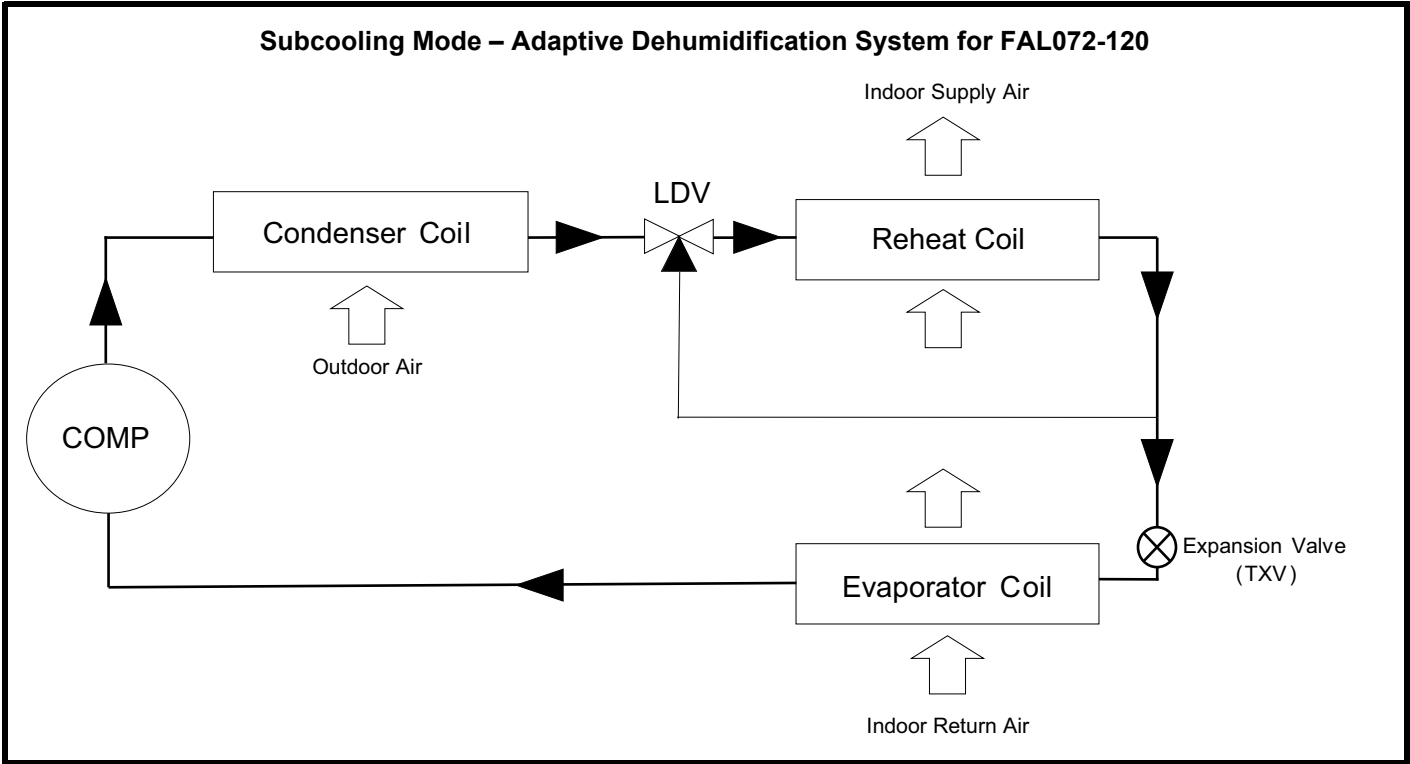 Subcooling Mode – Adaptive Dehumidification System for FAL072-120
Indoor Supply Air
LDV
Condenser Coil
Reheat Coil
Outdoor Air
COMP
Expansion Valve
(TXV)
Evaporator Coil
Indoor Return Air